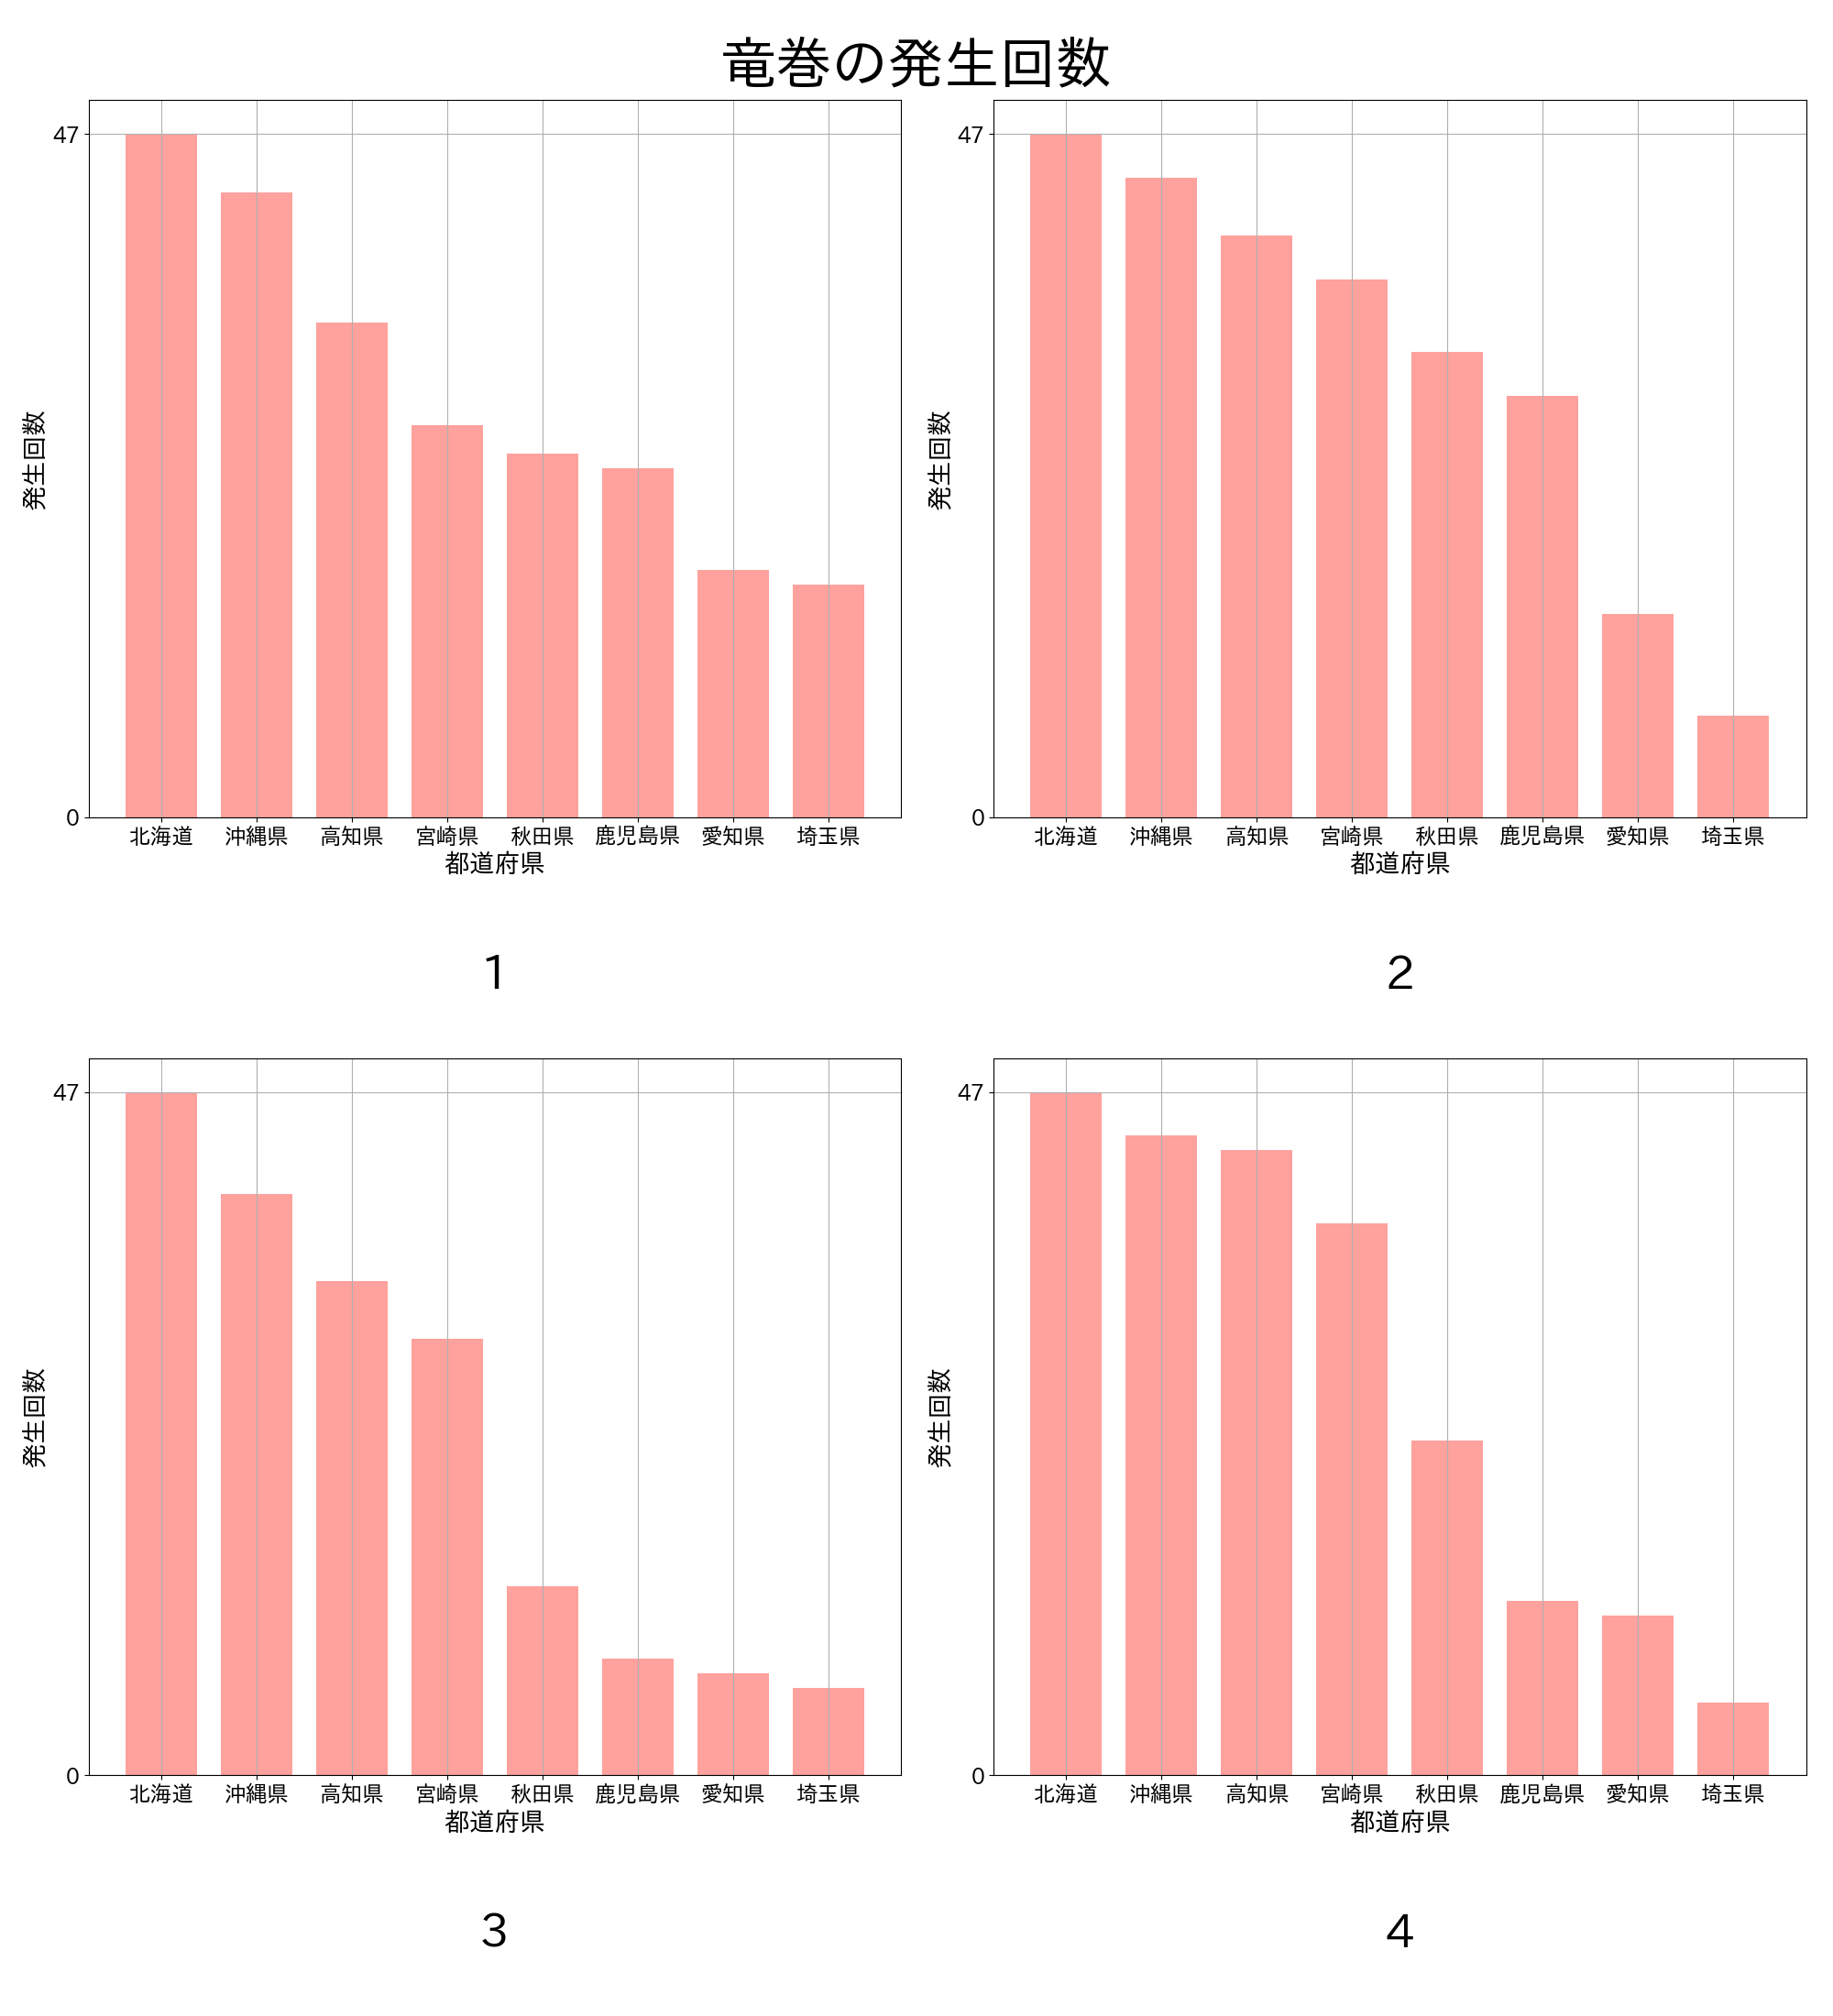 竜巻の発生回数
47
0
発生回数
北海道 沖縄県 高知県 宮崎県 秋田県 鹿児島県 愛知県 埼玉県
都道府県
1
47
0
発生回数
北海道 沖縄県 高知県 宮崎県 秋田県 鹿児島県 愛知県 埼玉県
都道府県
2
47
0
発生回数
北海道 沖縄県 高知県 宮崎県 秋田県 鹿児島県 愛知県 埼玉県
都道府県
3
47
0
発生回数
北海道 沖縄県 高知県 宮崎県 秋田県 鹿児島県 愛知県 埼玉県
都道府県
4